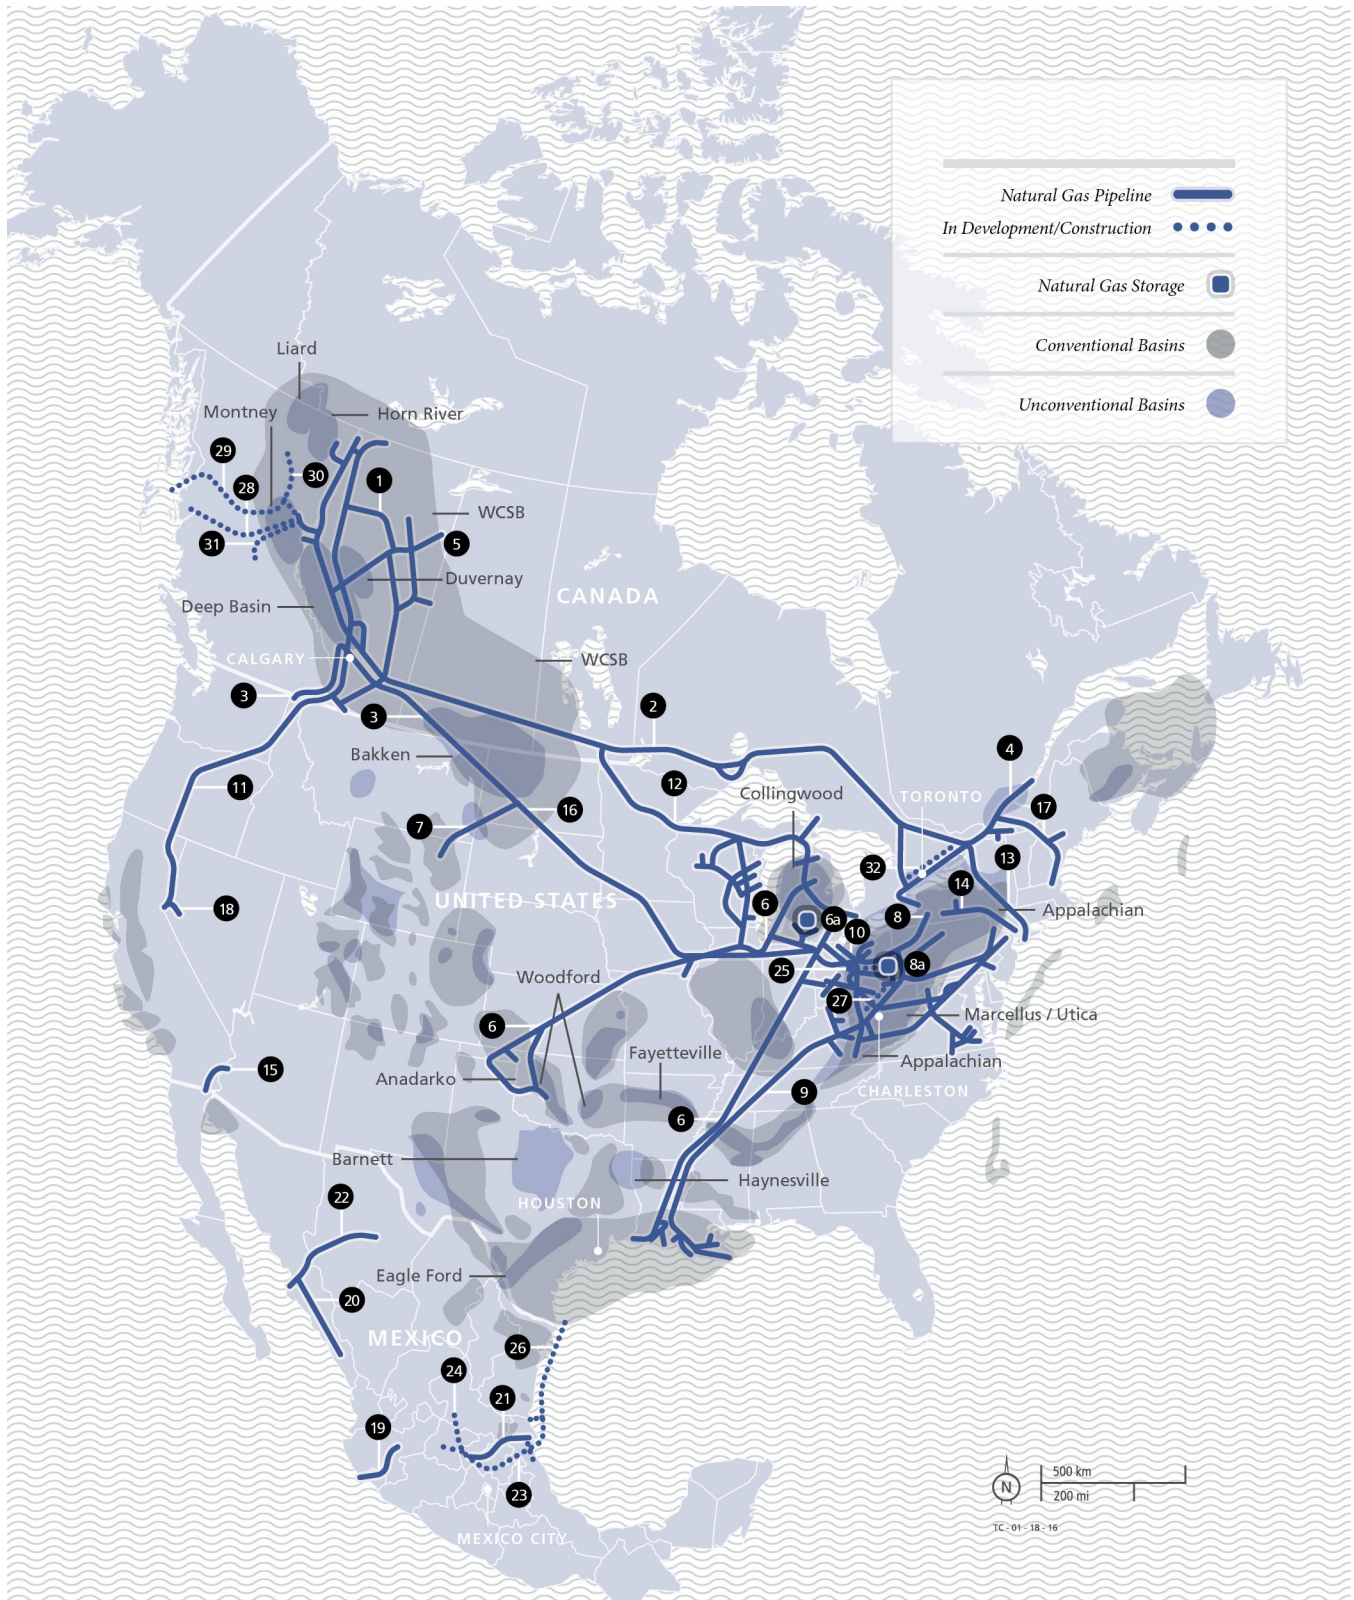 Natural Gas Pipeline
In Development/Construction
Natural Gas Storage
Conventional Basins
Unconventional Basins
Liard
Montney
Horn River
29
28
30
1
WCSB
31
5
Duvernay
CANADA
Deep Basin
CALGARY
WCSB
3
3
2
Bakken
4
12
11
Collingwood
TORONTO
17
16
7
32
13
14
UNITED STATES
18
6
6a
8
Appalachian
10
25
8a
Woodford
27
6
Marcellus / Utica
Fayetteville
Appalachian
15
Anadarko
9
CHARLESTON
6
Barnett
Haynesville
22
HOUSTON
Eagle Ford
20
MEXICO
26
24
21
19
23
MEXICO CITY
N
500 km
200 mi
TC - 01 - 18 - 16